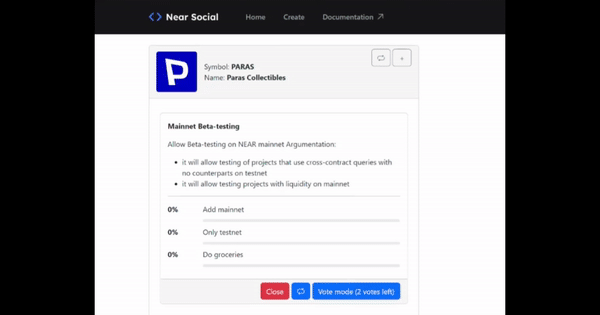 Near Social
Home
Create
Documentation
P
Symbol: PARAS
Name: Paras Collectibles
+
Mainnet Beta-testing
Allow Beta-testing on NEAR mainnet Argumentation:
• it will allow testing of projects that use cross-contract queries with
no counterparts on testnet
• it will allow testing projects with liquidity on mainnet
0% Add mainnet
0% Only testnet
0% Do groceries
Close
Vote mode (2 votes left)